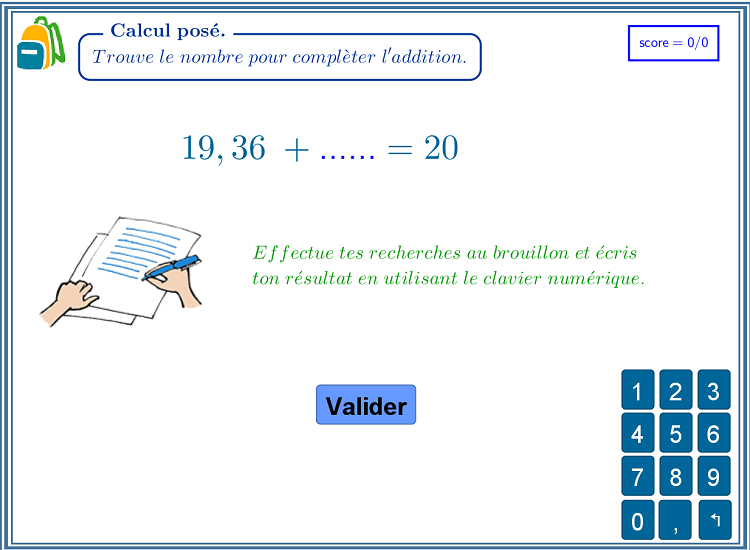 Calcul posé.
Trouve le nombre pour complèter l'addition.
score = 0/0
19, 36 + ...... = 20
Effectue tes recherches au brouillon et écris
ton résultat en utilisant le clavier numérique.
Valider
1 2 3
4 5 6
7 8 9
0 , ↰